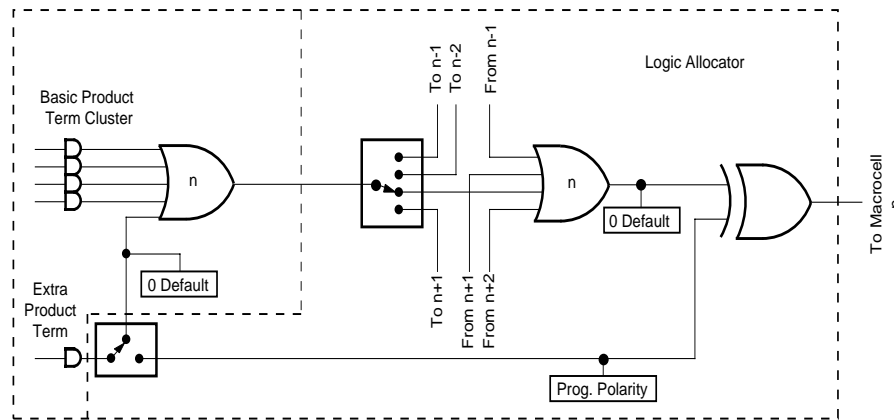 To n-1
To n-2
From n-1
Logic Allocator
Basic Product
Term Cluster
n
n
0 Default
To Macrocell
n
0 Default
Extra
Product
Term
To n+1
From n+1
From n+2
Prog. Polarity